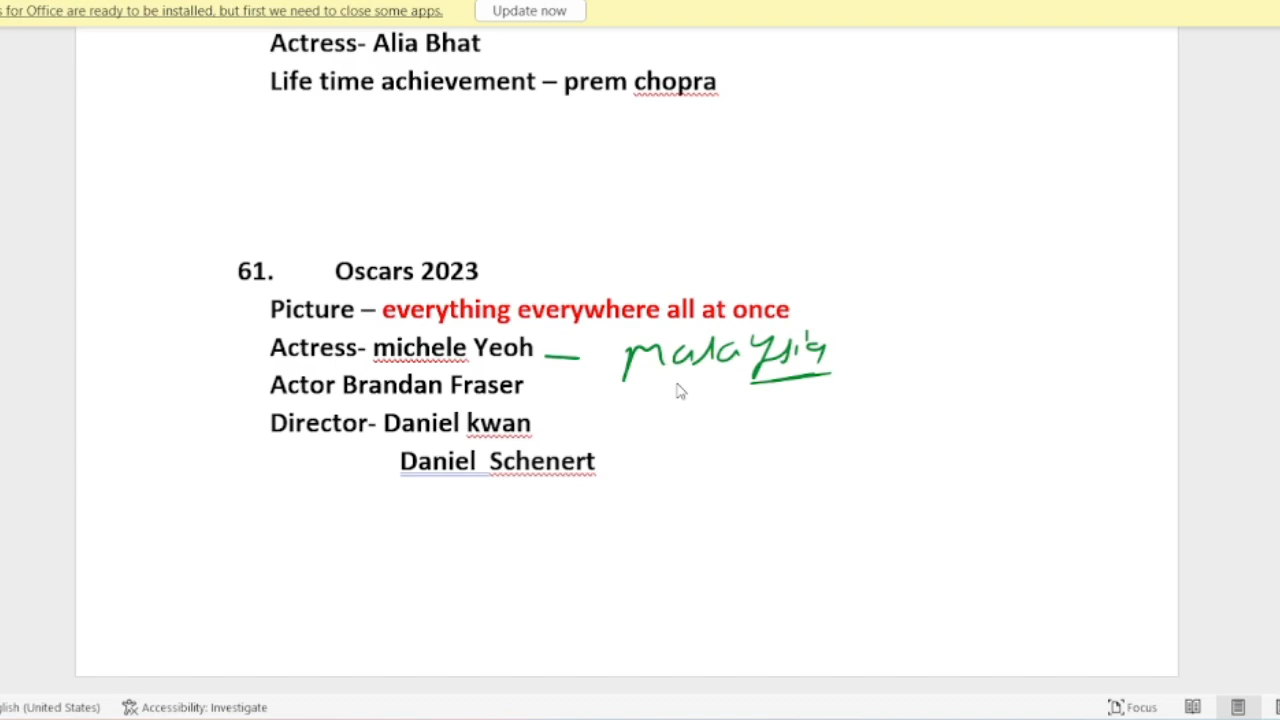 s for Office are ready to be installed, but first we need to close some apps. Update now
Actress- Alia Bhat
Life time achievement – prem chopra
61. Oscars 2023
Picture – everything everywhere all at once
Actress- michele Yeoh — malaysia
Actor Brandan Fraser
Director- Daniel kwan
Daniel Schenert
glish (United States) Accessibility: Investigate Focus